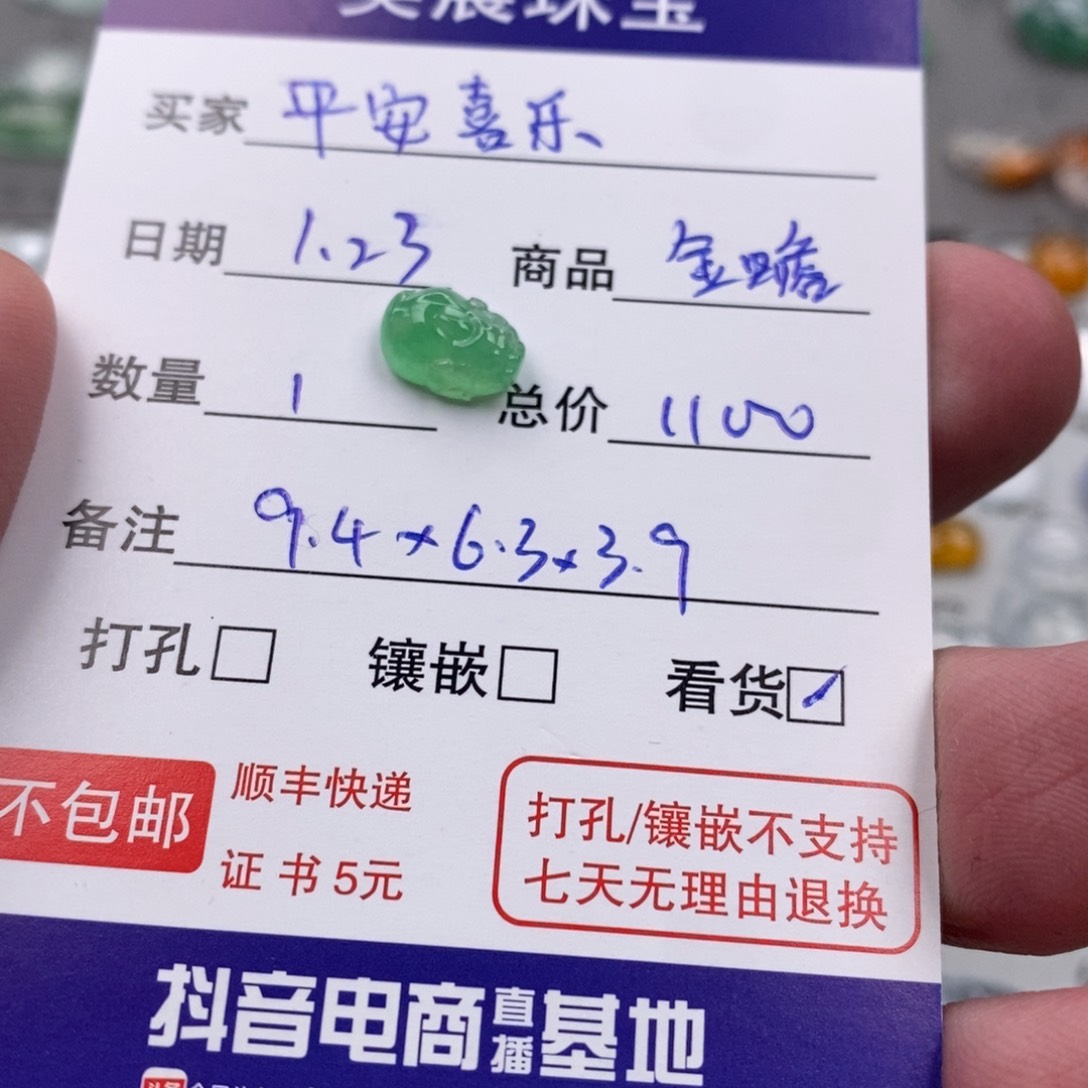 珠宝
买家 平安喜乐
日期 1.23 商品 金蟾
数量 1 总价 1100
备注 9.4×6.3×3.9
打孔□ 镶嵌□ 看货☑
不包邮 顺丰快递
证书5元
打孔/镶嵌不支持
七天无理由退换
抖音电商直播基地